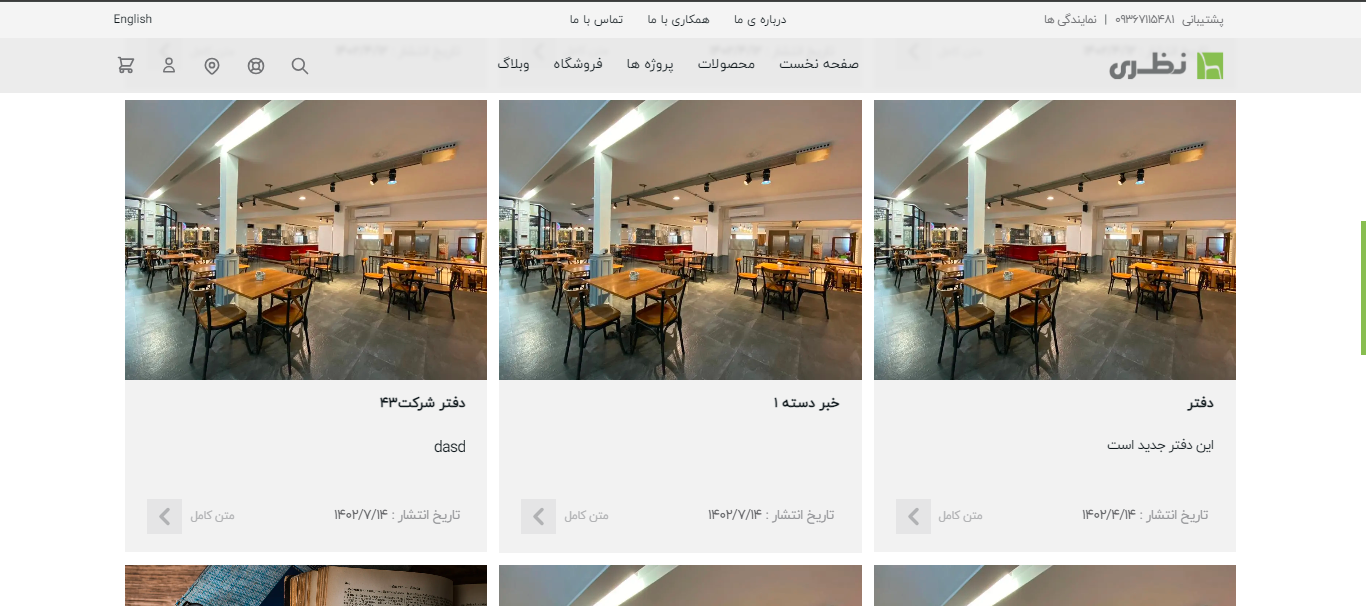 پشتیبانی ۰۹۳۶۷۱۱۵۴۸۱ | نمایندگی ها
درباره ی ما همکاری با ما تماس با ما
English
نظری
صفحه نخست محصولات پروژه ها فروشگاه وبلاگ
دفتر
این دفتر جدید است
تاریخ انتشار : ۱۴۰۲/۴/۱۴
متن کامل
خبر دسته ۱
تاریخ انتشار : ۱۴۰۲/۷/۱۴
متن کامل
دفتر شرکت۴۳
dasd
تاریخ انتشار : ۱۴۰۲/۷/۱۴
متن کامل